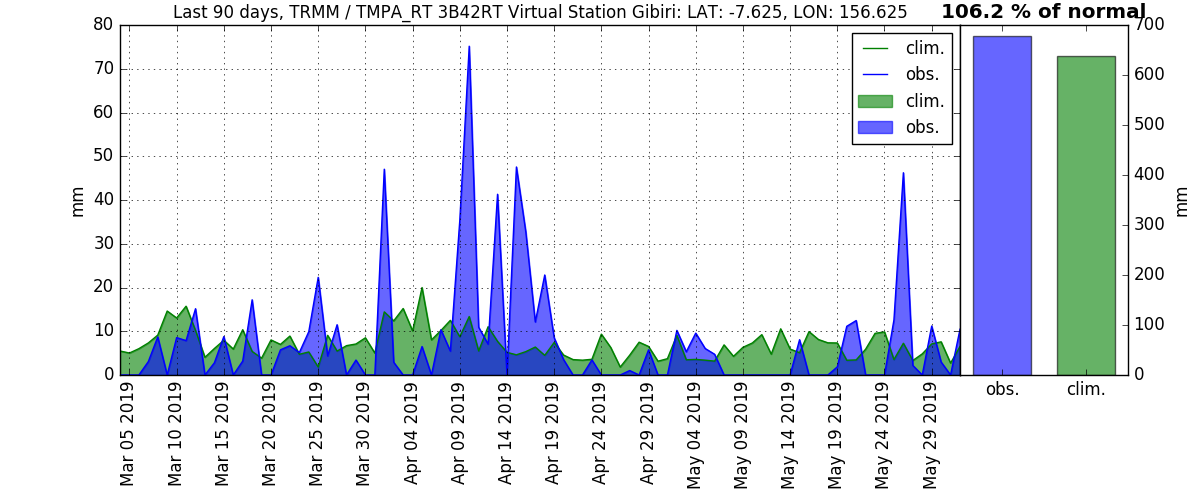 Last 90 days, TRMM / TMPA_RT 3B42RT Virtual Station Gibiri: LAT: -7.625, LON: 156.625
106.2 % of normal
80
70
60
50
40
30
20
10
0
mm
clim.
obs.
clim.
obs.
700
600
500
400
300
200
100
0
mm
Mar 05 2019
Mar 10 2019
Mar 15 2019
Mar 20 2019
Mar 25 2019
Mar 30 2019
Apr 04 2019
Apr 09 2019
Apr 14 2019
Apr 19 2019
Apr 24 2019
Apr 29 2019
May 04 2019
May 09 2019
May 14 2019
May 19 2019
May 24 2019
May 29 2019
obs.
clim.